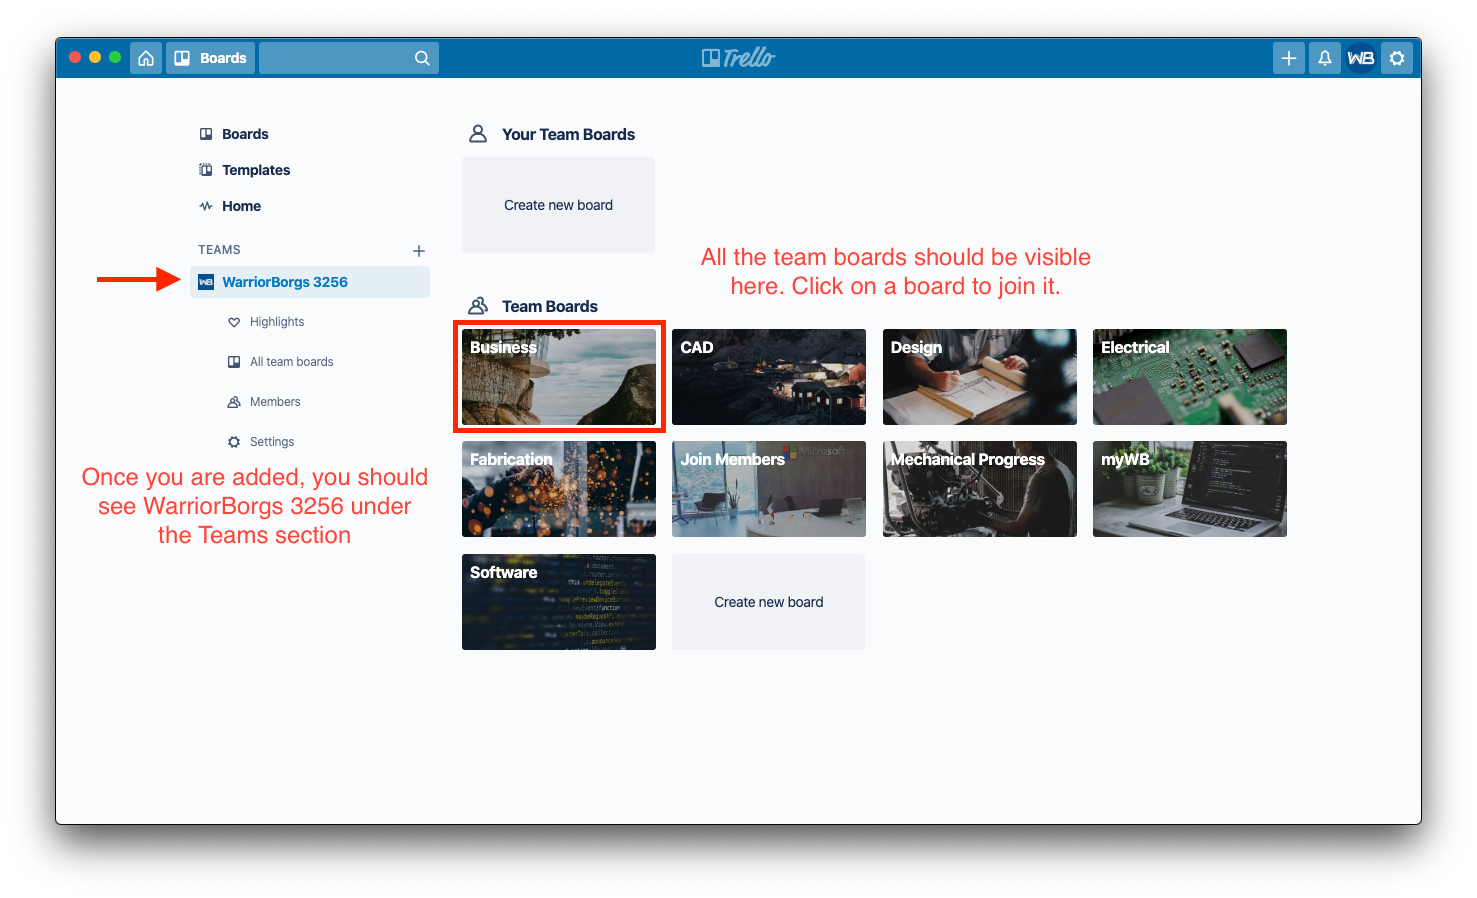 Boards
Trello
WB
Boards
Templates
Home
TEAMS
WB WarriorBorgs 3256
Highlights
All team boards
Members
Settings
Once you are added, you should
see WarriorBorgs 3256 under
the Teams section
Your Team Boards
Create new board
All the team boards should be visible
here. Click on a board to join it.
Team Boards
Business
CAD
Design
Electrical
Fabrication
Join Members
Microsoft
Mechanical Progress
myWB
Software
Create new board